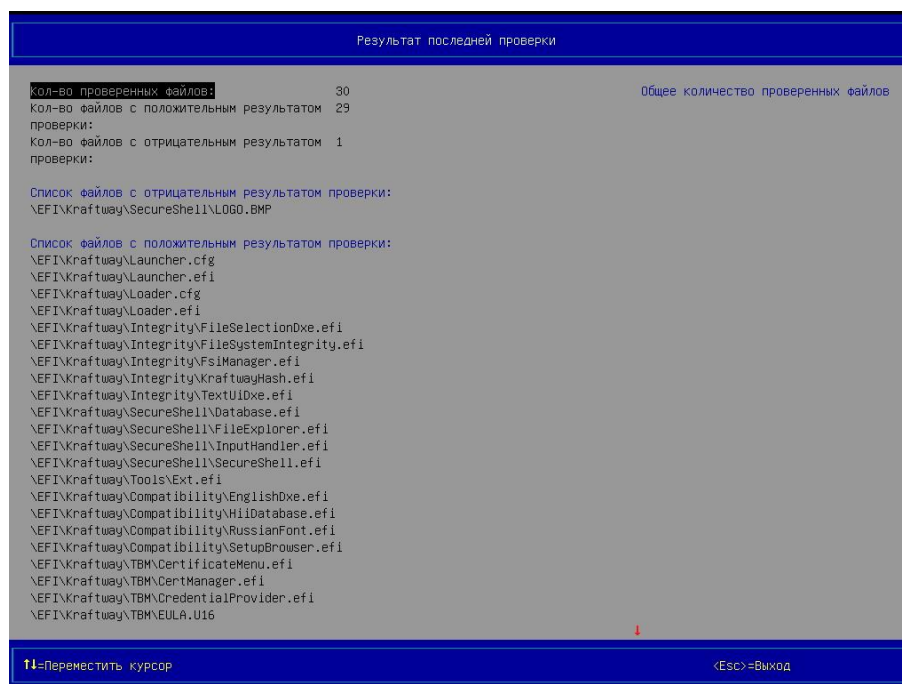 Результат последней проверки
Кол-во проверенных файлов: 30
Общее количество проверенных файлов
Кол-во файлов с положительным результатом 29
проверки:
Кол-во файлов с отрицательным результатом 1
проверки:
Список файлов с отрицательным результатом проверки:
\EFI\Kraftway\SecureShell\LOGO.BMP
Список файлов с положительным результатом проверки:
\EFI\Kraftway\Launcher.cfg
\EFI\Kraftway\Launcher.efi
\EFI\Kraftway\Loader.cfg
\EFI\Kraftway\Loader.efi
\EFI\Kraftway\Integrity\FileSelectionDxe.efi
\EFI\Kraftway\Integrity\FileSystemIntegrity.efi
\EFI\Kraftway\Integrity\FsiManager.efi
\EFI\Kraftway\Integrity\KraftwayHash.efi
\EFI\Kraftway\Integrity\TextUiDxe.efi
\EFI\Kraftway\SecureShell\Database.efi
\EFI\Kraftway\SecureShell\FileExplorer.efi
\EFI\Kraftway\SecureShell\InputHandler.efi
\EFI\Kraftway\SecureShell\SecureShell.efi
\EFI\Kraftway\Tools\Ext.efi
\EFI\Kraftway\Compatibility\EnglishDxe.efi
\EFI\Kraftway\Compatibility\HiiDatabase.efi
\EFI\Kraftway\Compatibility\RussianFont.efi
\EFI\Kraftway\Compatibility\SetupBrowser.efi
\EFI\Kraftway\TBM\CertificateMenu.efi
\EFI\Kraftway\TBM\CertManager.efi
\EFI\Kraftway\TBM\CredentialProvider.efi
\EFI\Kraftway\TBM\EULA.U16
↓
↑↓=Переместить курсор
<Esc>=Выход